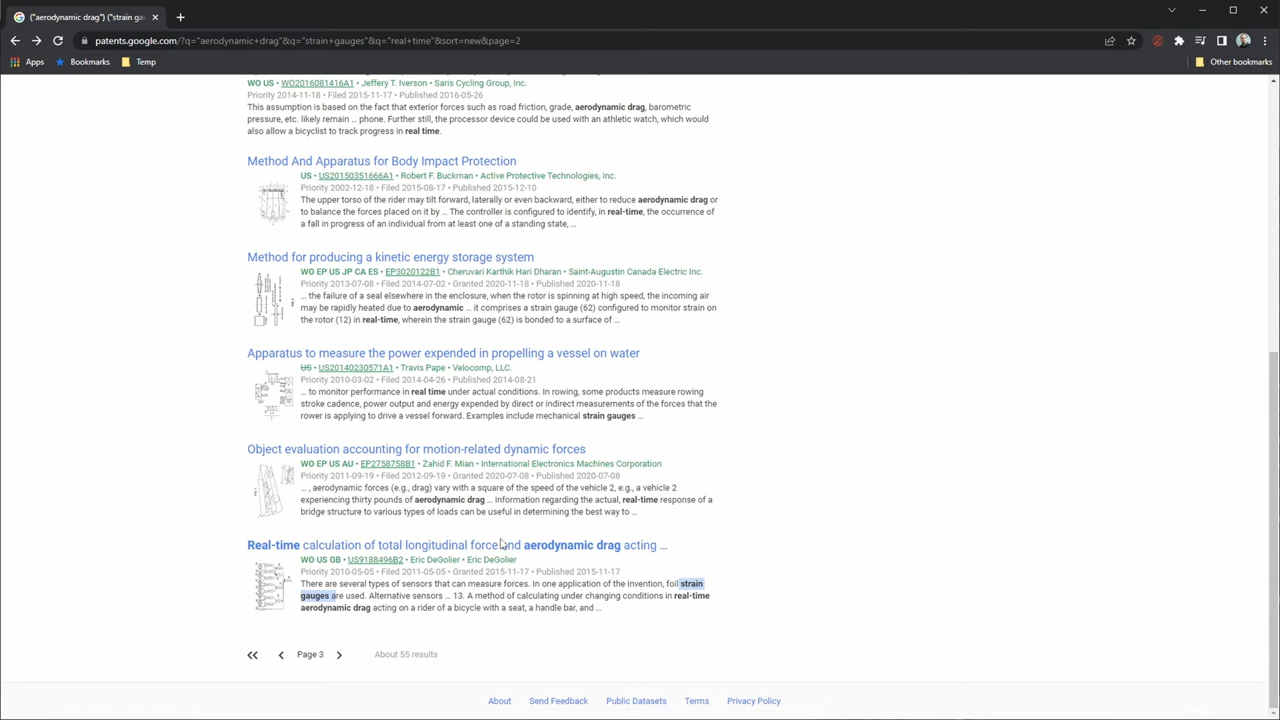 ("aerodynamic drag") ("strain ga
patents.google.com/?q="aerodynamic+drag"&q="strain+gauges"&q="real+time"&sort=new&page=2
Apps
Bookmarks
Temp
Other bookmarks
WO US • WO2016081416A1 • Jeffery T. Iverson • Saris Cycling Group, Inc.
Priority 2014-11-18 • Filed 2015-11-17 • Published 2016-05-26
This assumption is based on the fact that exterior forces such as road friction, grade, aerodynamic drag, barometric
pressure, etc. likely remain ... phone. Further still, the processor device could be used with an athletic watch, which would
also allow a bicyclist to track progress in real time.
Method And Apparatus for Body Impact Protection
US • US20150351666A1 • Robert F. Buckman • Active Protective Technologies, Inc.
Priority 2002-12-18 • Filed 2015-08-17 • Published 2015-12-10
The upper torso of the rider may tilt forward, laterally or even backward, either to reduce aerodynamic drag or
to balance the forces placed on it by ... The controller is configured to identify, in real-time, the occurrence of
a fall in progress of an individual from at least one of a standing state, ...
Method for producing a kinetic energy storage system
WO EP US JP CA ES • EP3020122B1 • Cheruvari Karthik Hari Dharan • Saint-Augustin Canada Electric Inc.
Priority 2013-07-08 • Filed 2014-07-02 • Granted 2020-11-18 • Published 2020-11-18
... the failure of a seal elsewhere in the enclosure, when the rotor is spinning at high speed, the incoming air
may be rapidly heated due to aerodynamic ... it comprises a strain gauge (62) configured to monitor strain on
the rotor (12) in real-time, wherein the strain gauge (62) is bonded to a surface of ...
Apparatus to measure the power expended in propelling a vessel on water
US • US20140230571A1 • Travis Pape • Velocomp, LLC.
Priority 2010-03-02 • Filed 2014-04-26 • Published 2014-08-21
... to monitor performance in real time under actual conditions. In rowing, some products measure rowing
stroke cadence, power output and energy expended by direct or indirect measurements of the forces that the
rower is applying to drive a vessel forward. Examples include mechanical strain gauges ...
Object evaluation accounting for motion-related dynamic forces
WO EP US AU • EP2758758B1 • Zahid F. Mian • International Electronics Machines Corporation
Priority 2011-09-19 • Filed 2012-09-19 • Granted 2020-07-08 • Published 2020-07-08
... , aerodynamic forces (e.g., drag) vary with a square of the speed of the vehicle 2, e.g., a vehicle 2
experiencing thirty pounds of aerodynamic drag ... Information regarding the actual, real-time response of a
bridge structure to various types of loads can be useful in determining the best way to ...
Real-time calculation of total longitudinal force and aerodynamic drag acting ...
WO US GB • US9188496B2 • Eric DeGolier • Eric DeGolier
Priority 2010-05-05 • Filed 2011-05-05 • Granted 2015-11-17 • Published 2015-11-17
There are several types of sensors that can measure forces. In one application of the invention, foil strain
gauges are used. Alternative sensors ... 13. A method of calculating under changing conditions in real-time
aerodynamic drag acting on a rider of a bicycle with a seat, a handle bar, and ...
Page 3
About 55 results
About
Send Feedback
Public Datasets
Terms
Privacy Policy